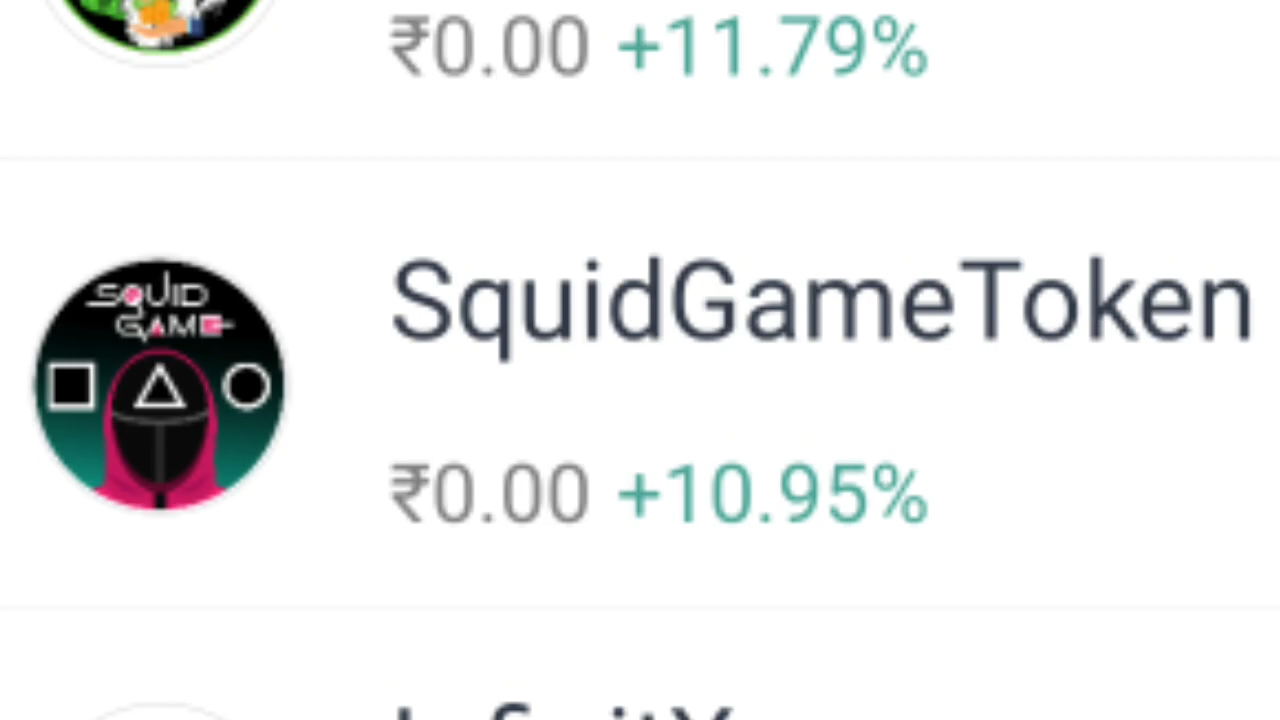 ₹0.00 +11.79%
SquidGameToken
SQUID
GAME
₹0.00 +10.95%